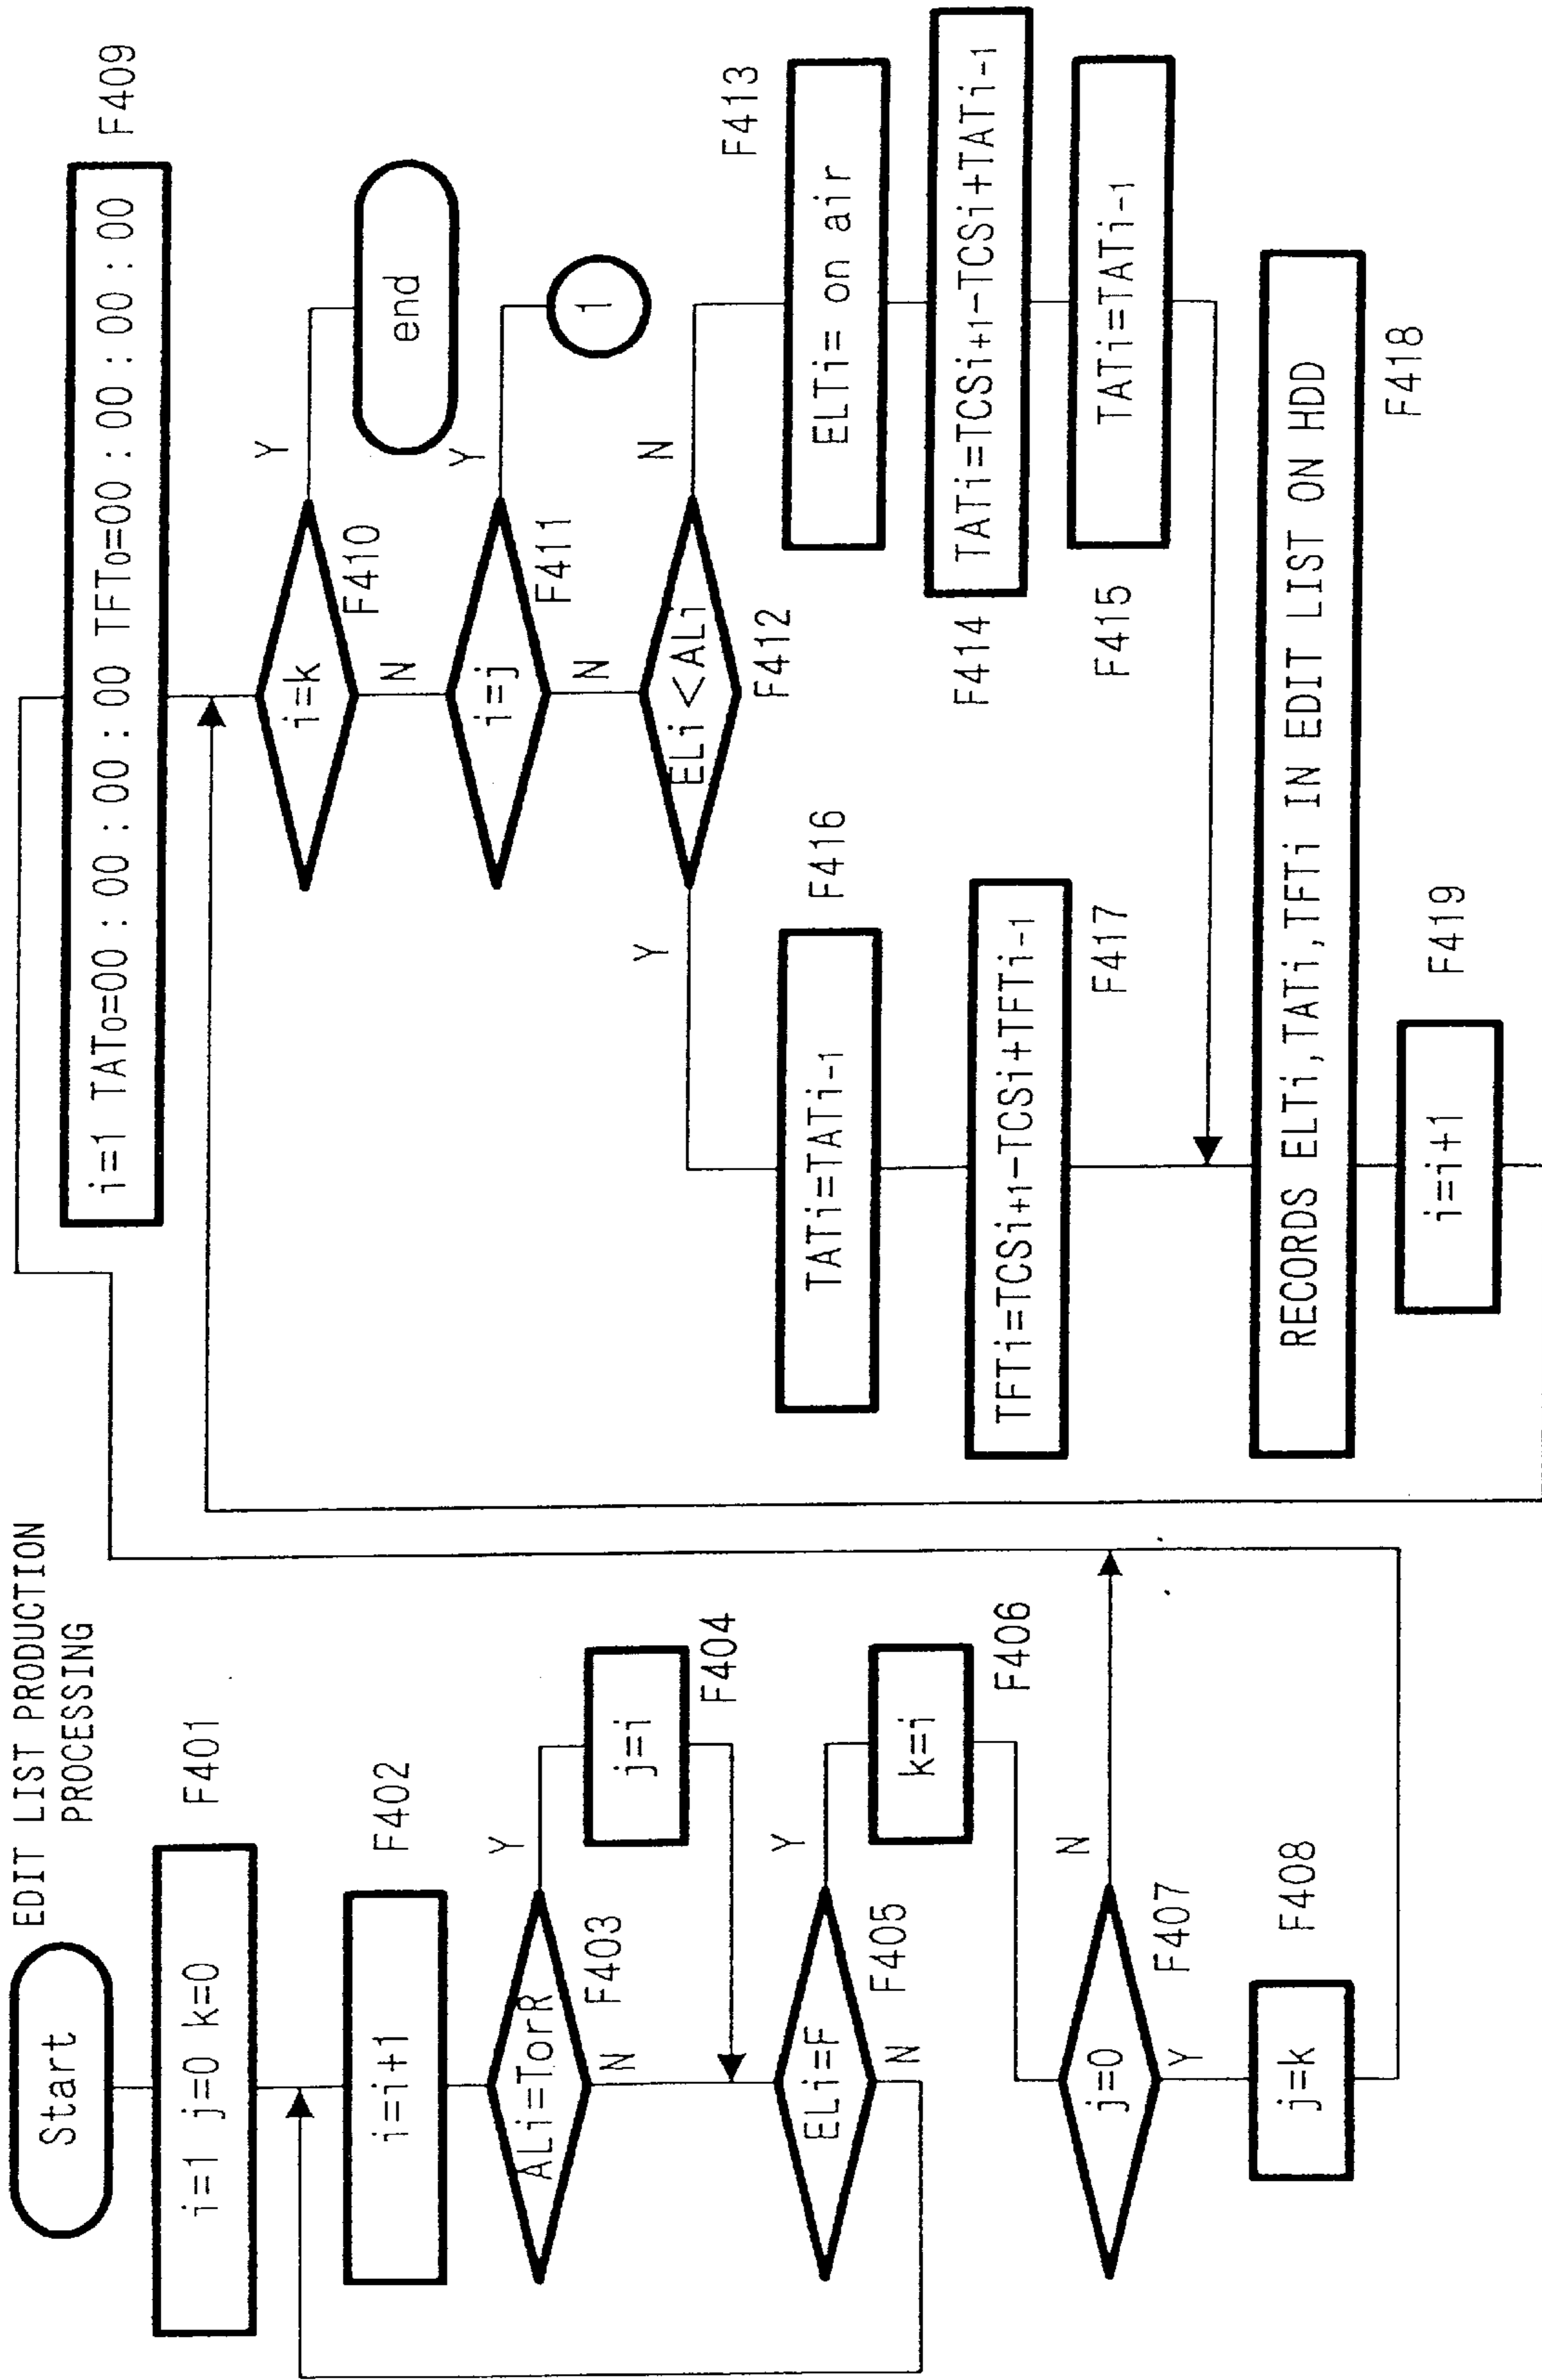 EDIT LIST PRODUCTION
PROCESSING
Start
i=1 j=0 k=0
F401
i=i+1
F402
ALi=TorR
F403
Y
N
j=i
F404
ELi=F
F405
Y
N
k=i
F406
j=0
F407
N
Y
j=k
F408
i=1 TAT0=00:00:00:00 TFT0=00:00:00:00
F409
i=k
F410
Y
N
end
i=j
F411
Y
N
1
ELi<ALi
F412
N
Y
ELTi= on air
F413
TATi=TCSi+1-TCSi+TATi-1
F414
TATi=TATi-1
F415
TATi=TATi-1
F416
TFTi=TCSi+1-TCSi+TFTi-1
F417
RECORDS ELTi,TATi,TFTi IN EDIT LIST ON HDD
F418
i=i+1
F419